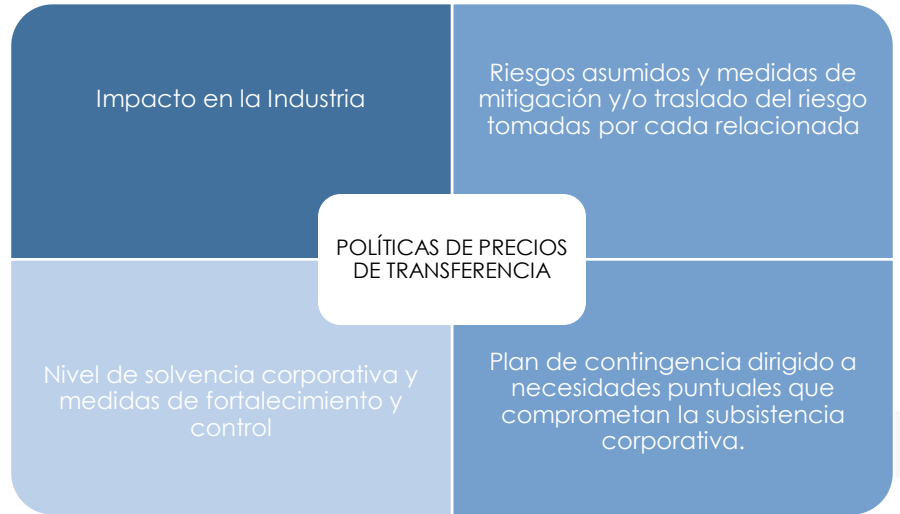 Impacto en la Industria
Riesgos asumidos y medidas de
mitigación y/o traslado del riesgo
tomadas por cada relacionada
POLÍTICAS DE PRECIOS
DE TRANSFERENCIA
Nivel de solvencia corporativa y
medidas de fortalecimiento y
control
Plan de contingencia dirigido a
necesidades puntuales que
comprometan la subsistencia
corporativa.